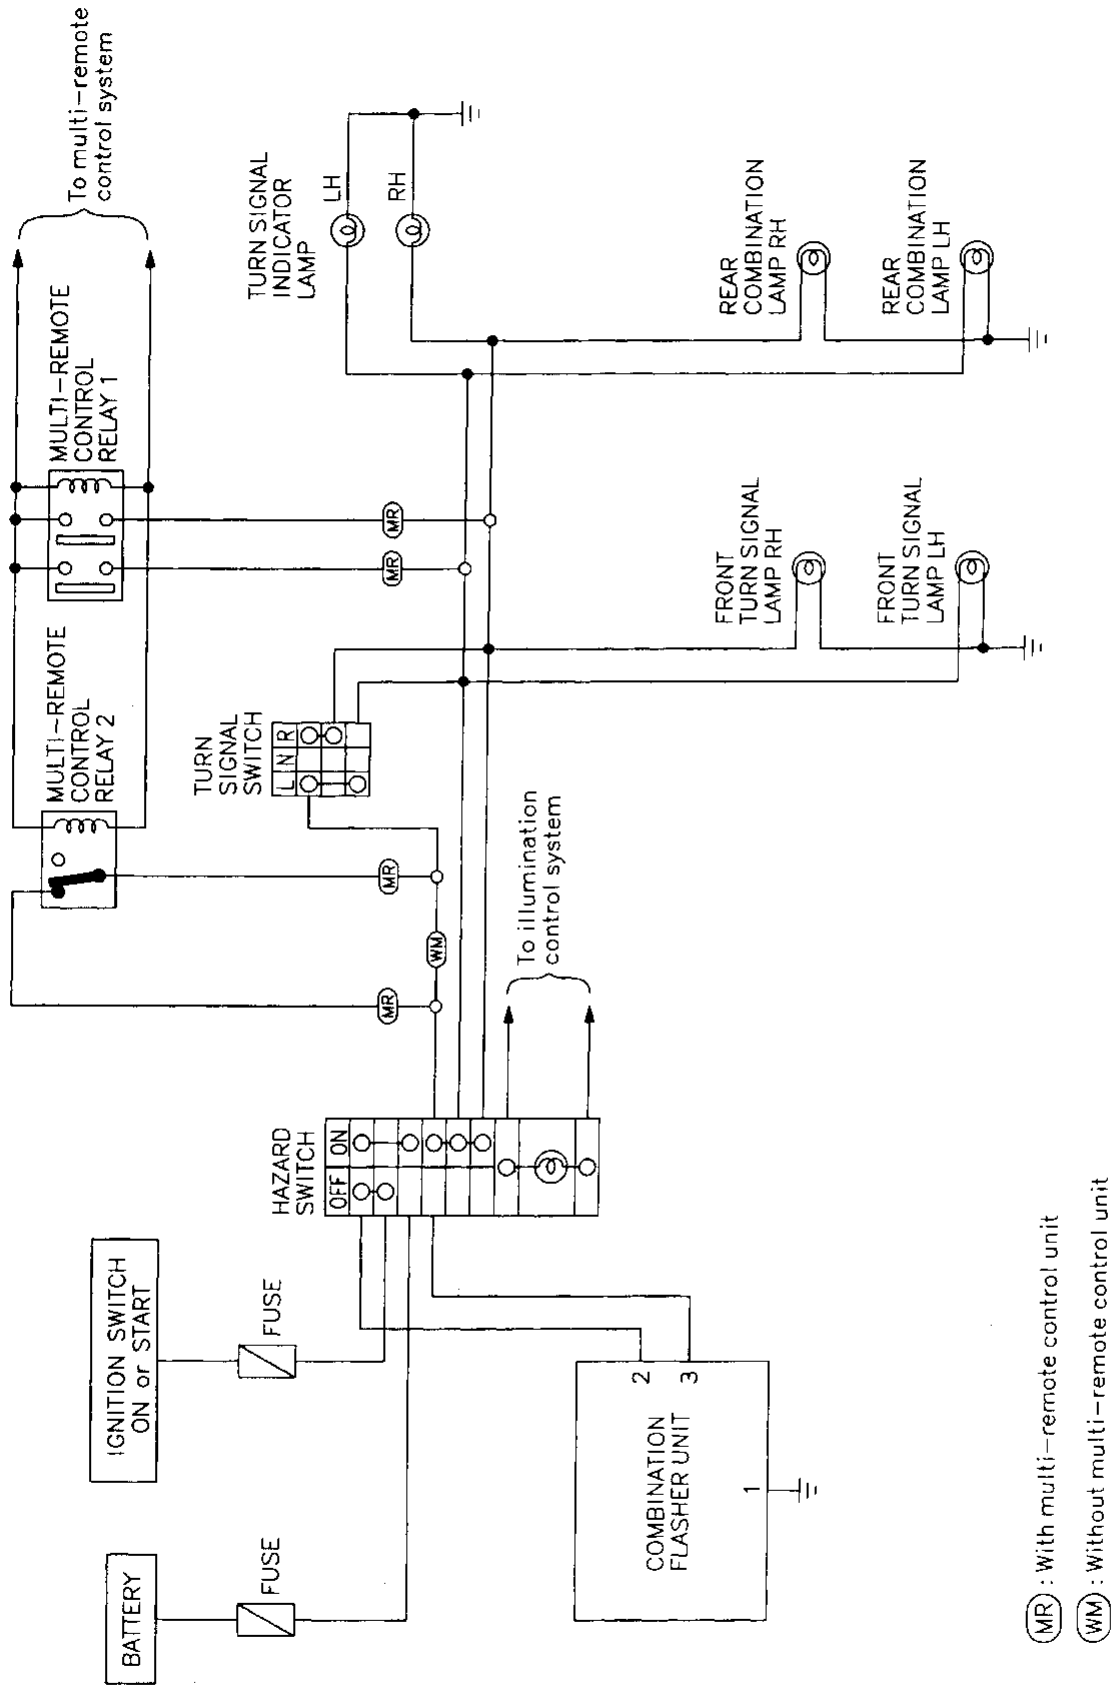 BATTERY
FUSE
IGNITION SWITCH
ON or START
FUSE
COMBINATION
FLASHER UNIT
1
2
3
HAZARD
SWITCH
OFF
ON
To illumination
control system
MULTI-REMOTE
CONTROL
RELAY 2
MULTI-REMOTE
CONTROL
RELAY 1
To multi-remote
control system
TURN
SIGNAL
SWITCH
L N R
MR
WM
MR
MR
MR
TURN SIGNAL
INDICATOR
LAMP
LH
RH
FRONT
TURN SIGNAL
LAMP RH
FRONT
TURN SIGNAL
LAMP LH
REAR
COMBINATION
LAMP RH
REAR
COMBINATION
LAMP LH
MR : With multi-remote control unit
WM : Without multi-remote control unit